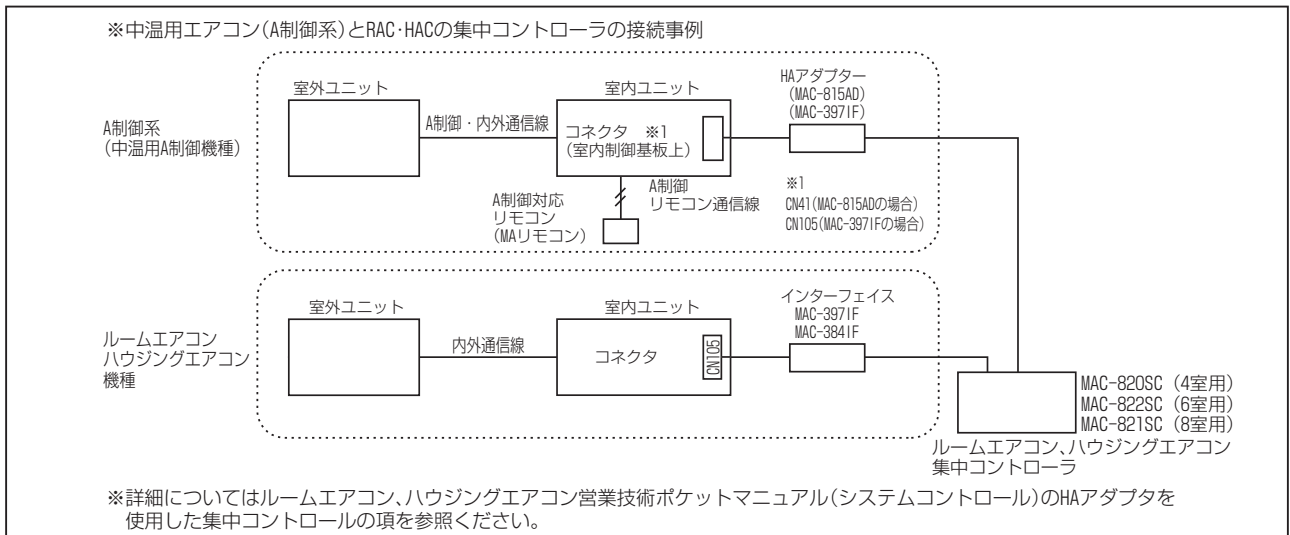 ※中温用エアコン(A制御系)とRAC･HACの集中コントローラの接続事例
室外ユニット
室内ユニット
HAアダプター
(MAC-815AD)
(MAC-397IF)
A制御系
(中温用A制御機種)
A制御・内外通信線
コネクタ ※1
(室内制御基板上)
A制御対応
リモコン
(MAリモコン)
A制御
リモコン通信線
※1
CN41(MAC-815ADの場合)
CN105(MAC-397IFの場合)
室外ユニット
室内ユニット
インターフェイス
MAC-397IF
MAC-384IF
ルームエアコン
ハウジングエアコン
機種
内外通信線
コネクタ
CN105
MAC-820SC (4室用)
MAC-822SC (6室用)
MAC-821SC (8室用)
ルームエアコン、ハウジングエアコン
集中コントローラ
※詳細についてはルームエアコン、ハウジングエアコン営業技術ポケットマニュアル(システムコントロール)のHAアダプタを
使用した集中コントロールの項を参照ください。